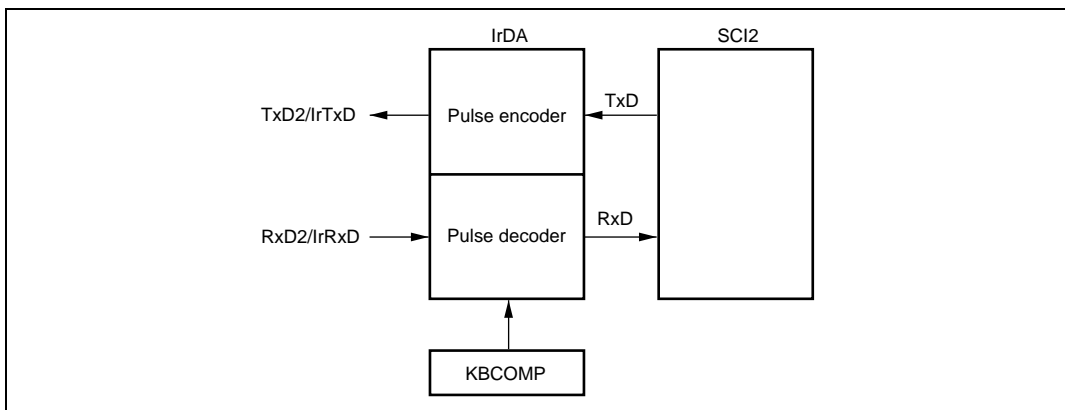 IrDA
SCI2
TxD2/IrTxD
Pulse encoder
TxD
RxD2/IrRxD
Pulse decoder
RxD
KBCOMP